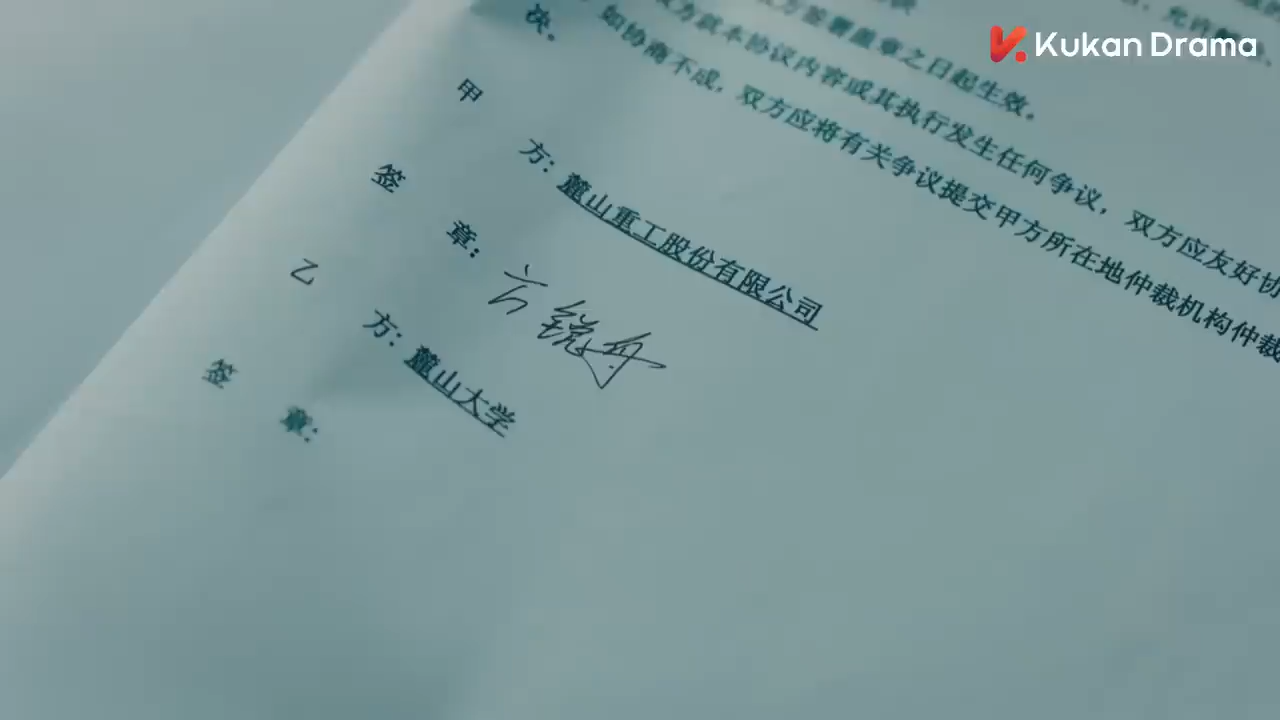 Kukan Drama
允许
双方签署盖章之日起生效。
双方就本协议内容或其执行发生任何争议，双方应友好协
如协商不成，双方应将有关争议提交甲方所在地仲裁机构仲裁
决。
甲方：麓山重工股份有限公司
签章：方锐舟
乙方：麓山大学
签章：